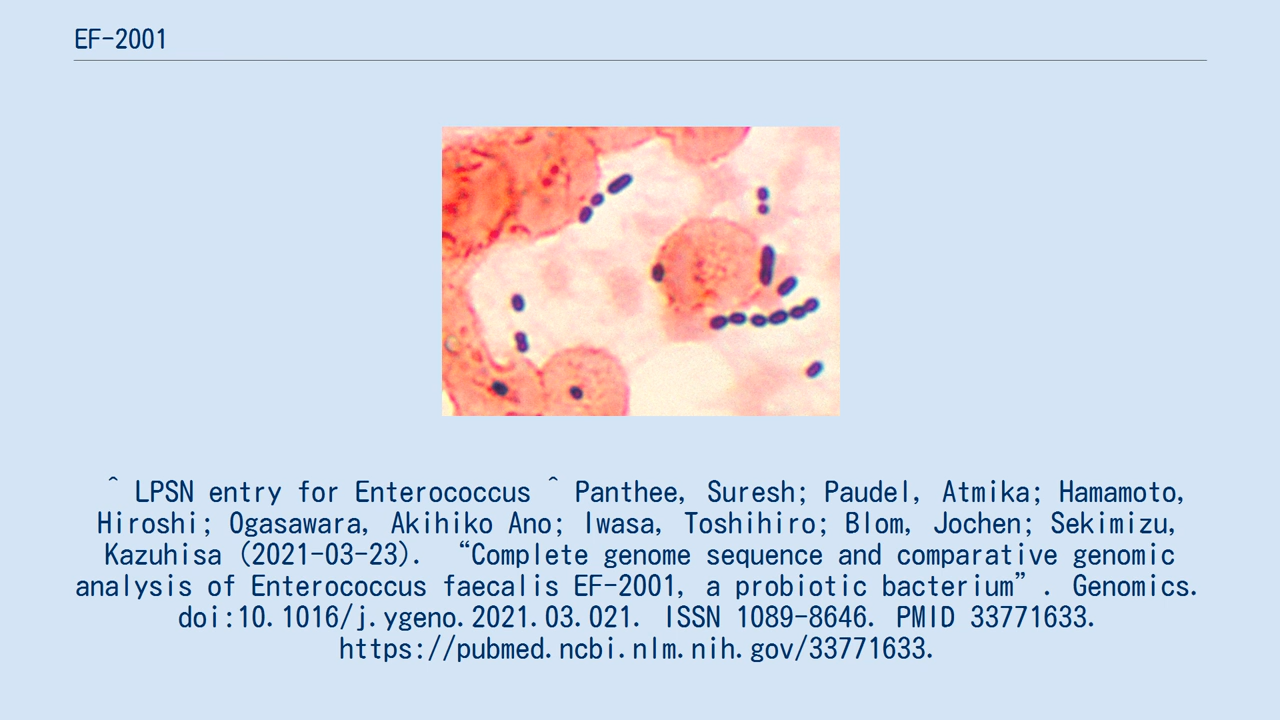 EF-2001
^ LPSN entry for Enterococcus ^ Panthee, Suresh; Paudel, Atmika; Hamamoto,
Hiroshi; Ogasawara, Akihiko Ano; Iwasa, Toshihiro; Blom, Jochen; Sekimizu,
Kazuhisa (2021-03-23). “Complete genome sequence and comparative genomic
analysis of Enterococcus faecalis EF-2001, a probiotic bacterium”. Genomics.
doi:10.1016/j.ygeno.2021.03.021. ISSN 1089-8646. PMID 33771633.
https://pubmed.ncbi.nlm.nih.gov/33771633.